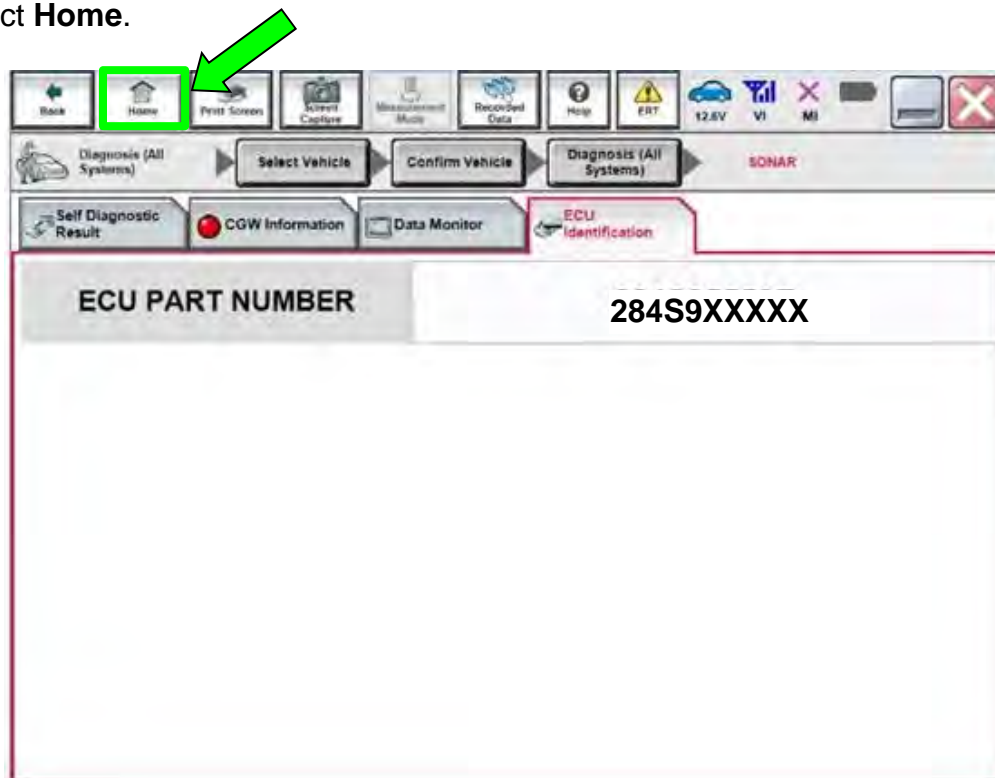 ct Home.
Back Home Print Screen Screen Capture Measurement Mode Recorded Data Help ERT 12.6V VI MI
Diagnosis (All Systems) Select Vehicle Confirm Vehicle Diagnosis (All Systems) SONAR
Self Diagnostic Result CGW Information Data Monitor ECU Identification
ECU PART NUMBER 284S9XXXXX